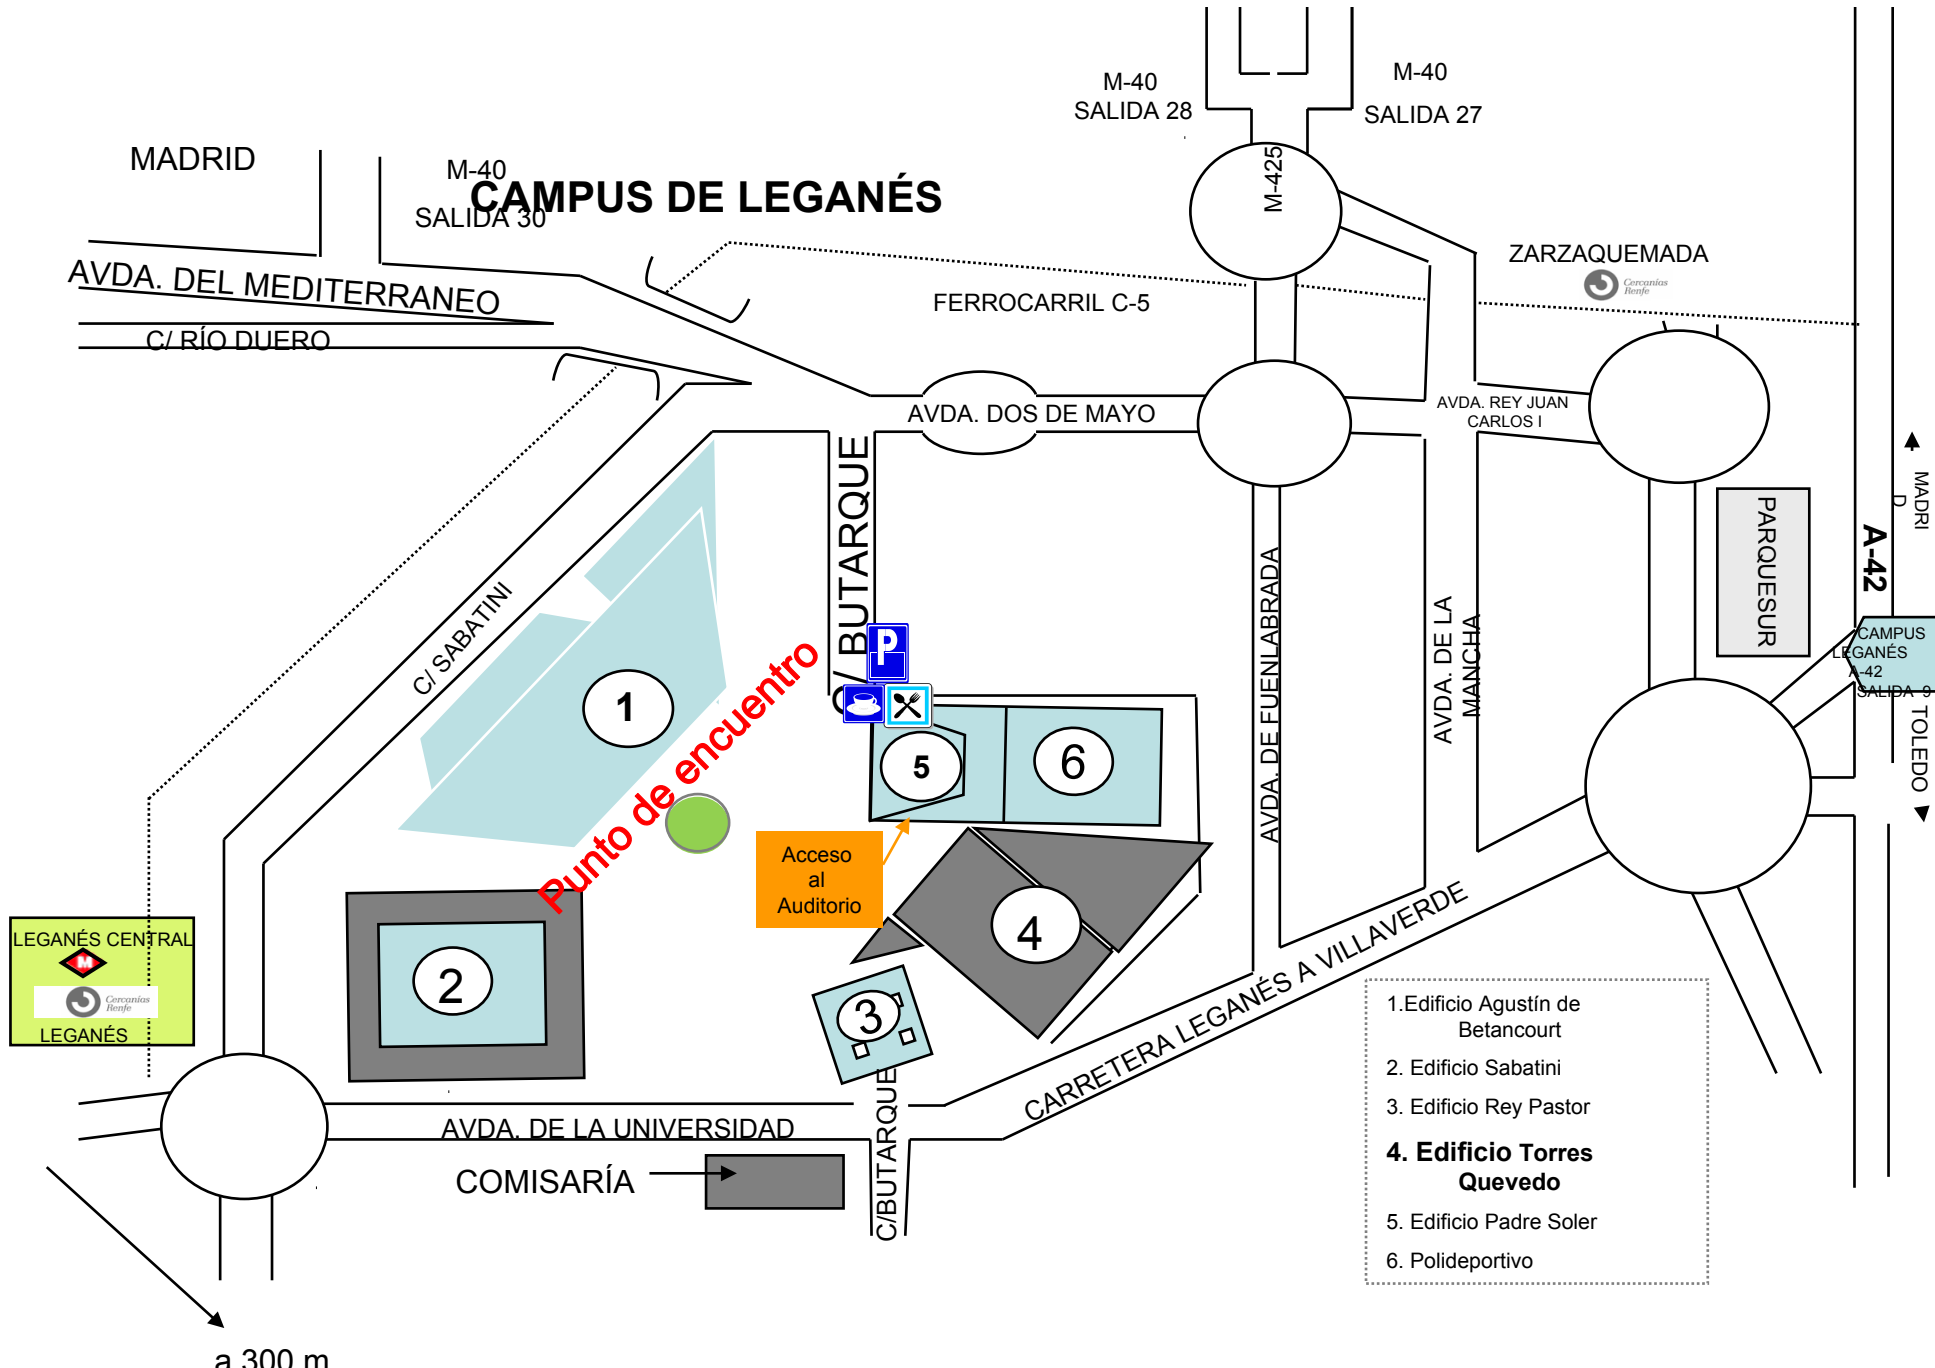 M-40
SALIDA 28
M-40
SALIDA 27
MADRID
M-40
SALIDA 30
CAMPUS DE LEGANÉS
M-425
AVDA. DEL MEDITERRANEO
C/ RÍO DUERO
FERROCARRIL C-5
ZARZAQUEMADA
Cercanías
Renfe
AVDA. DOS DE MAYO
AVDA. REY JUAN
CARLOS I
C/ BUTARQUE
C/ SABATINI
AVDA. DE FUENLABRADA
AVDA. DE LA
MANCHA
PARQUESUR
A-42
MADRI
D
CAMPUS
LEGANÉS
A-42
SALIDA 9
TOLEDO
P
1
Punto de encuentro
5
6
Acceso
al
Auditorio
4
2
3
LEGANÉS CENTRAL
M
Cercanías
Renfe
LEGANÉS
CARRETERA LEGANÉS A VILLAVERDE
AVDA. DE LA UNIVERSIDAD
C/BUTARQUE
COMISARÍA
1.Edificio Agustín de
Betancourt
2. Edificio Sabatini
3. Edificio Rey Pastor
4. Edificio Torres
Quevedo
5. Edificio Padre Soler
6. Polideportivo
a 300 m